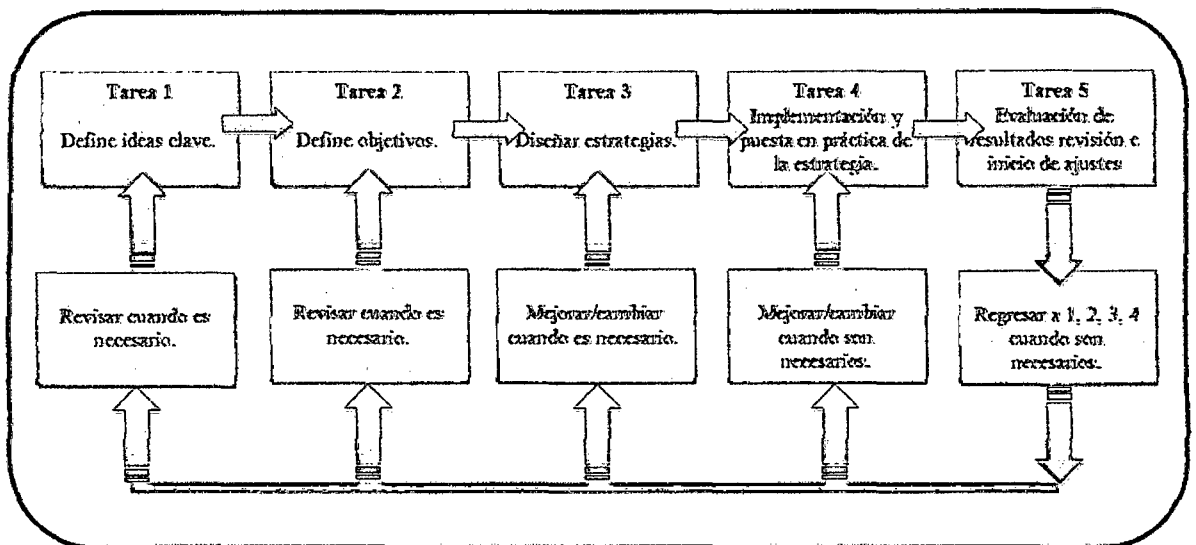 Tarea 1
Define ideas clave.
Tarea 2
Define objetivos.
Tarea 3
Diseñar estrategias.
Tarea 4
Implementación y
puesta en práctica de
la estrategia.
Tarea 5
Evaluación de
resultados revisión e
inicio de ajustes
Revisar cuando es
necesario.
Revisar cuando es
necesario.
Mejorar/cambiar
cuando es necesario.
Mejorar/cambiar
cuando son
necesarios.
Regresar a 1, 2, 3, 4
cuando son
necesarios.